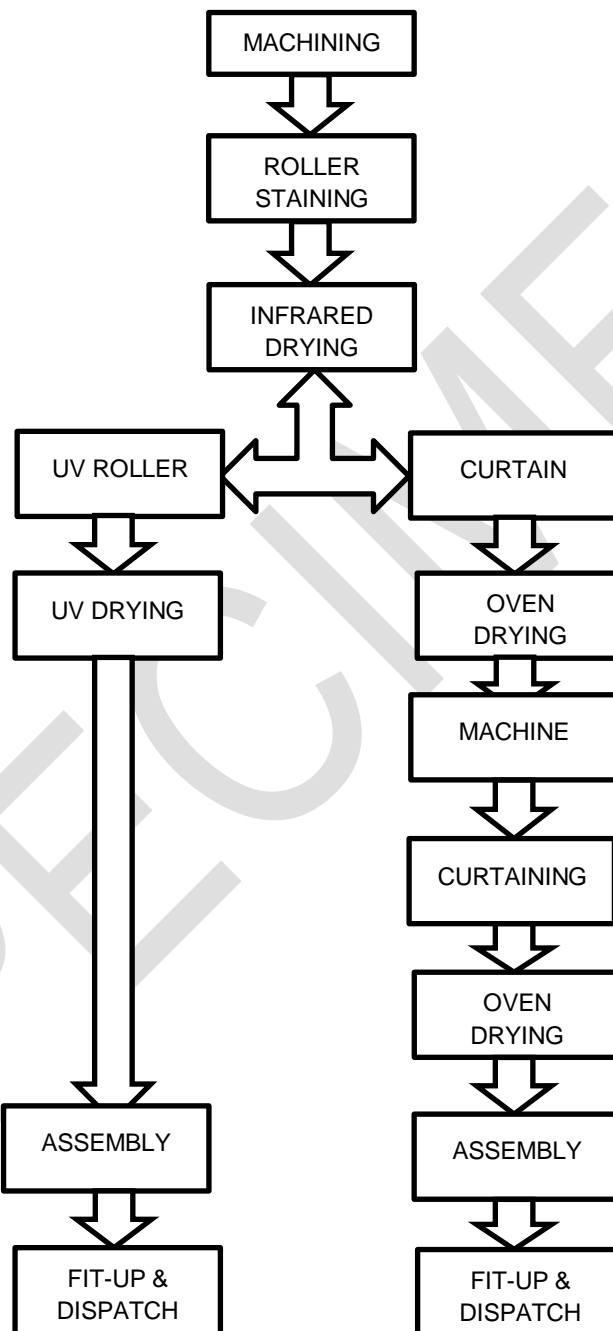 MACHINING
ROLLER
STAINING
INFRARED
DRYING
UV ROLLER
CURTAIN
UV DRYING
OVEN
DRYING
MACHINE
CURTAINING
OVEN
DRYING
ASSEMBLY
ASSEMBLY
FIT-UP &
DISPATCH
FIT-UP &
DISPATCH